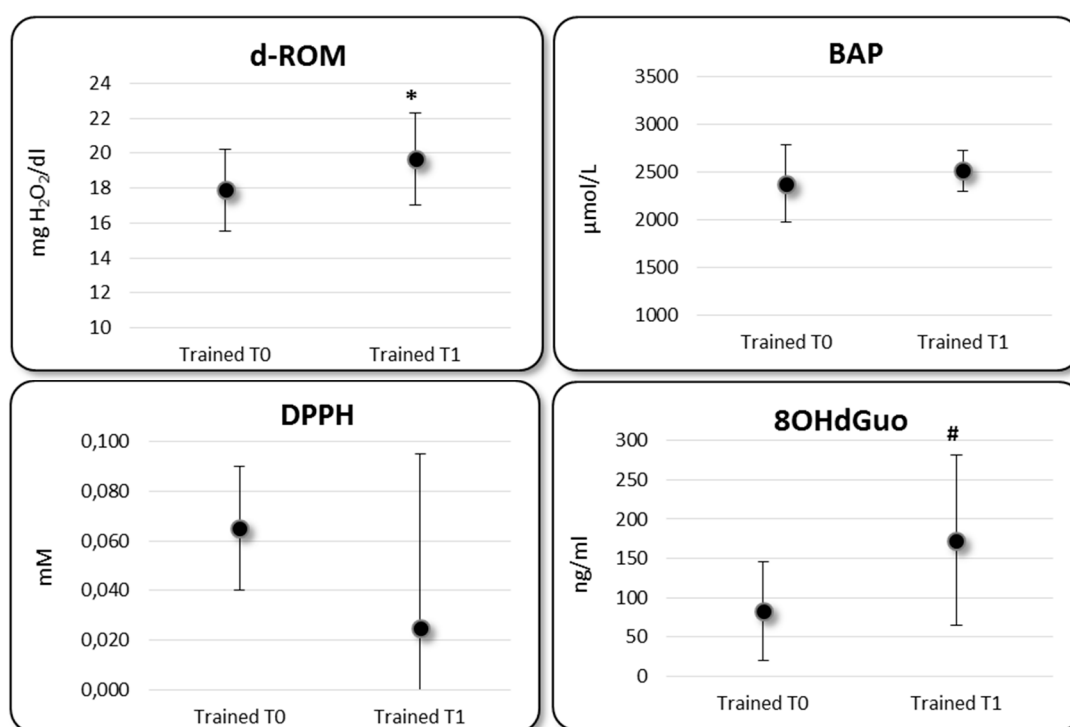 d-ROM
mg H₂O₂/dl
24
22
20
18
16
14
12
10
*
Trained T0
Trained T1
BAP
µmol/L
3500
3000
2500
2000
1500
1000
Trained T0
Trained T1
DPPH
mM
0,100
0,080
0,060
0,040
0,020
0,000
Trained T0
Trained T1
8OHdGuo
ng/ml
300
250
200
150
100
50
0
#
Trained T0
Trained T1